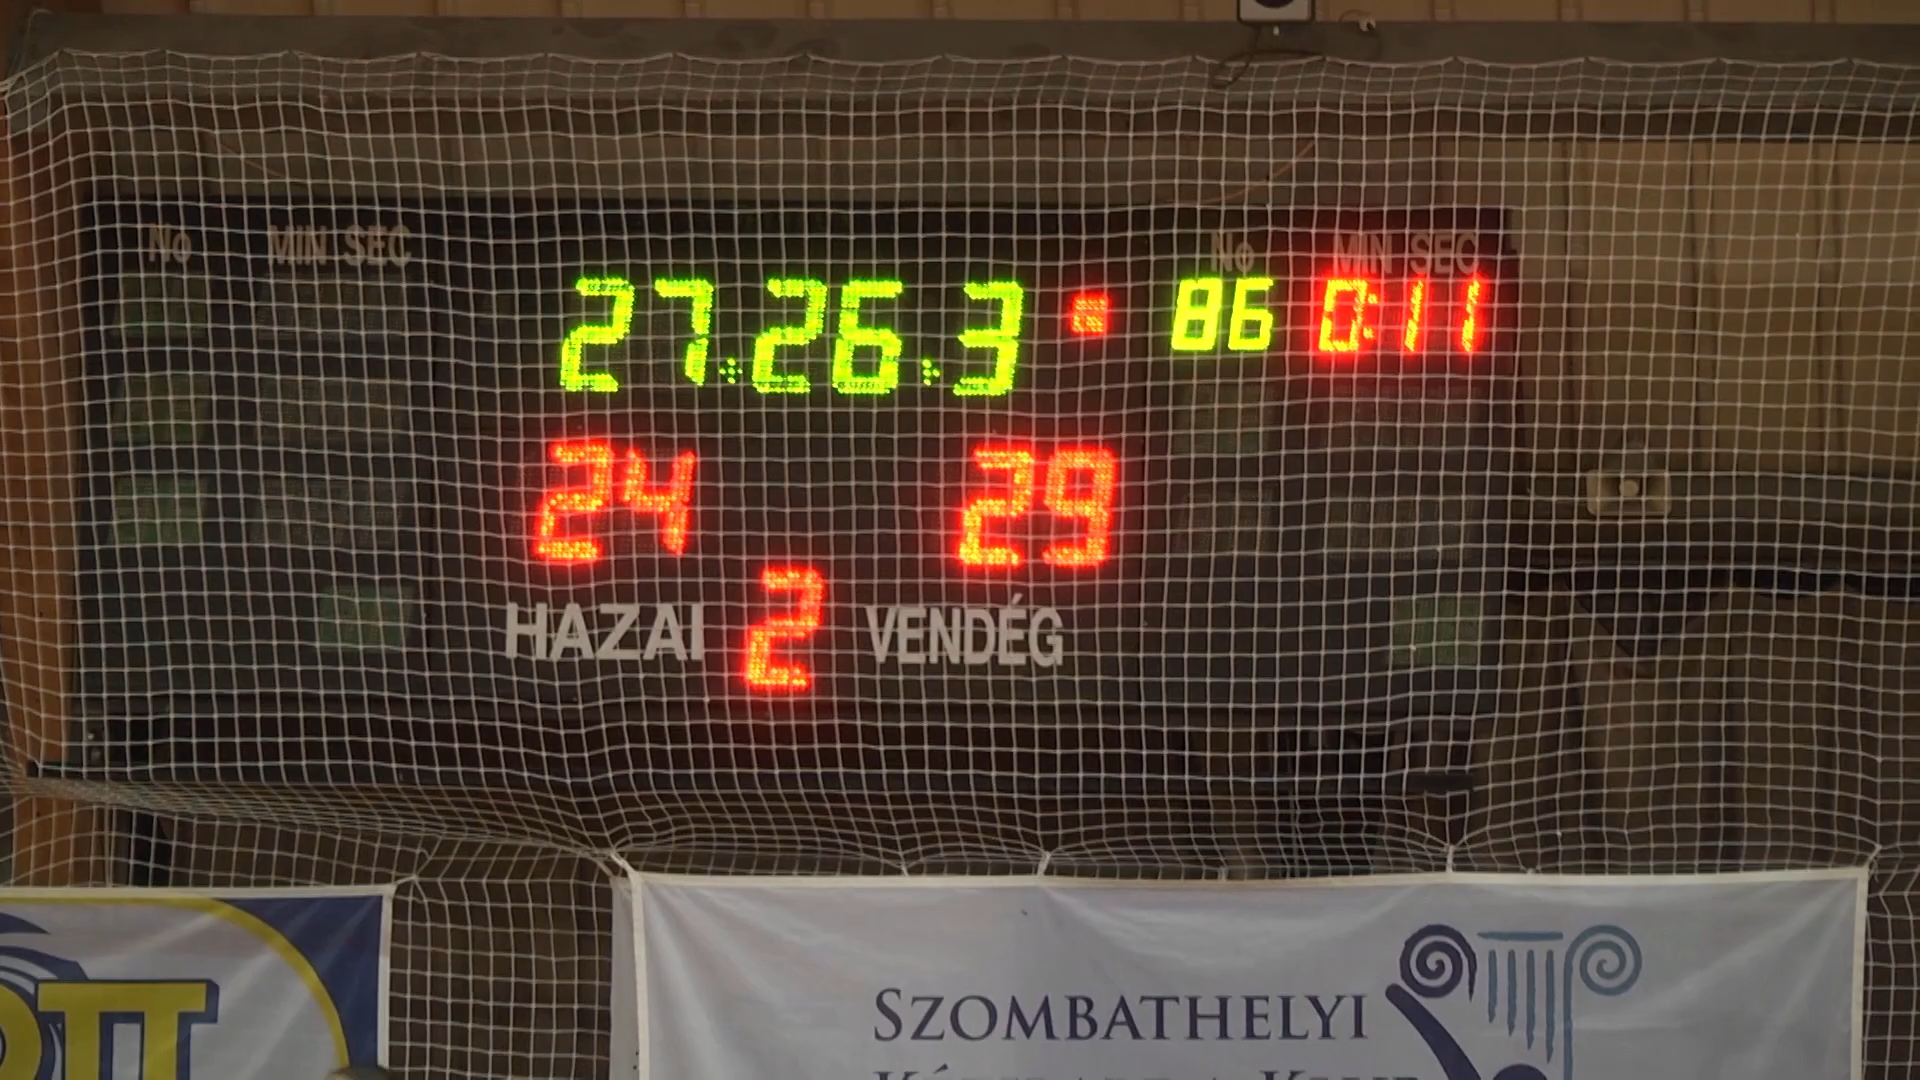 No MIN SEC
No MIN SEC
27:26.3 86 0:11
24 29
HAZAI 2 VENDÉG
SZOMBATHELYI